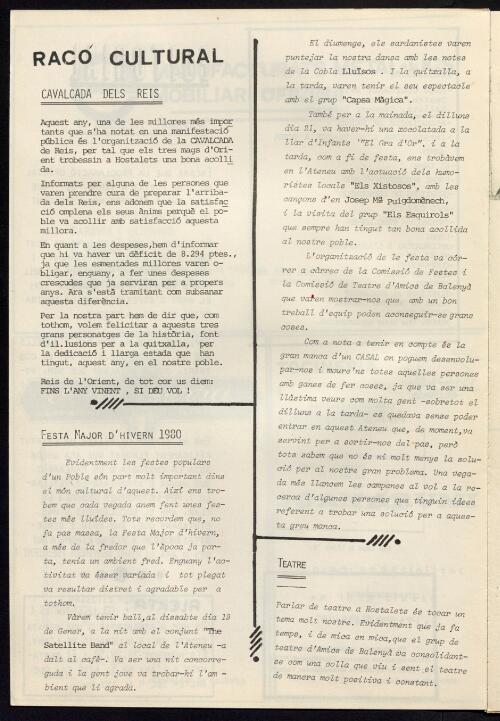 RACÓ CULTURAL
CAVALCADA DELS REIS
Aquest any, una de les millores més impor
tants que s'ha notat en una manifestació
pública és l'organització de la CAVALCADA
de Reis, per tal que els tres mags d'Ori-
ent trobessin a Hostalets una bona acolli
da.
Informats per alguna de les persones que
varen prendre cura de preparar l'arriba-
da dels Reis, ens adonem que la satisfac
ció omplena els seus ànims perquè el po-
ble va acollir amb satisfacció aquesta
millora.
En quant a les despeses,hem d'informar
que hi va haver un dèficit de 8.294 ptes.,
ja que les esmentades millores varen o-
bligar, enguany, a fer unes despeses
crescudes que ja serviran per a propers
anys. Ara s'està tramitant com subsanar
aquesta diferència.
Per la nostra part hem de dir que, com
tothom, volem felicitar a aquests tres
grans personatges de la història, font
d'il.lusions per a la quitxalla, per
la dedicació i llarga estada que han
tingut, aquest any, en el nostre poble.
Reis de l'Orient, de tot cor us diem:
FINS L'ANY VINENT , SI DÉU VOL !
FESTA MAJOR D'HIVERN 1980
Evidentment les festes populars
d'un Poble són part molt important dins
el món cultural d'aquest. Així ens tro-
bem que cada vegada anem fent unes fes-
tes més lluïdes. Tots recordem que, no
fa pas massa, la Festa Major d'hivern,
a més de la fredor que l'època ja por-
ta, tenia un ambient fred. Enguany l'ac-
tivitat va ésser variada i tot plegat
va resultar distret i agradable per a
tothom.
Vàrem tenir ball,al dissabte dia 19
de Gener, a la nit amb el conjunt "The
Satellite Band" al local de l'Ateneu -a
dalt al cafè-. Va ser una nit concorre-
guda i la gent jove va trobar-hi l'am -
bient que li agrada.
El diumenge, els sardanistes varen
puntejar la nostra dansa amb les notes
de la Cobla Lluïsos . I la quitxalla, a
la tarda, varen tenir el seu espectacle
amb el grup "Capsa Màgica".
També per a la mainada, el dilluns
dia 21, va haver-hi una xocolatada a la
llar d'Infants '"El Gra d'Or". i a la
tarda, com a fi de festa, ens trobàvem
en l'Ateneu amb l'actuació dels humo-
ristes locals "Els Xistosos", amb les
cançons d'en Josep Mª Puigdomènech,
i la visita del grup "Els Esquirols"
que sempre han tingut tan bona acollida
al nostre poble.
L'organització de le festa va còr-
rer a càrrec de la Comissió de Festes i
la Comissió de Teatre d'Amics de Balenyà
que varen mostrar-nos que amb un bon
treball d'equip poden aconseguir-se grans
coses.
Com a nota a tenir en compte és la
gran manca d'un CASAL on poguem desenvolu-
par-nos i moure'ns totes aquelles persones
amb ganes de fer coses, ja que va ser una
llàstima veure com molta gent -sobretot el
dilluns a la tarda- es quedava sense poder
entrar en aquest Ateneu que, de moment,va
servint per a sortir-nos del pas, però
tots sabem que no és ni molt menys la solu-
ció per al nostre gran problema. Una vega-
da més llancem les campanes al vol a la re-
cerca d'algunes persones que tinguin idees
referent a trobar una solució per a aques-
ta greu manca.
TEATRE
Parlar de teatre a Hostalets és tocar un
tema molt nostre. Evidentment que ja fa
temps, i de mica en mica,que el grup de
teatre d'Amics de Balenyà va consolidant-
se com una colla que viu i sent el teatre
de manera molt positiva i constant.